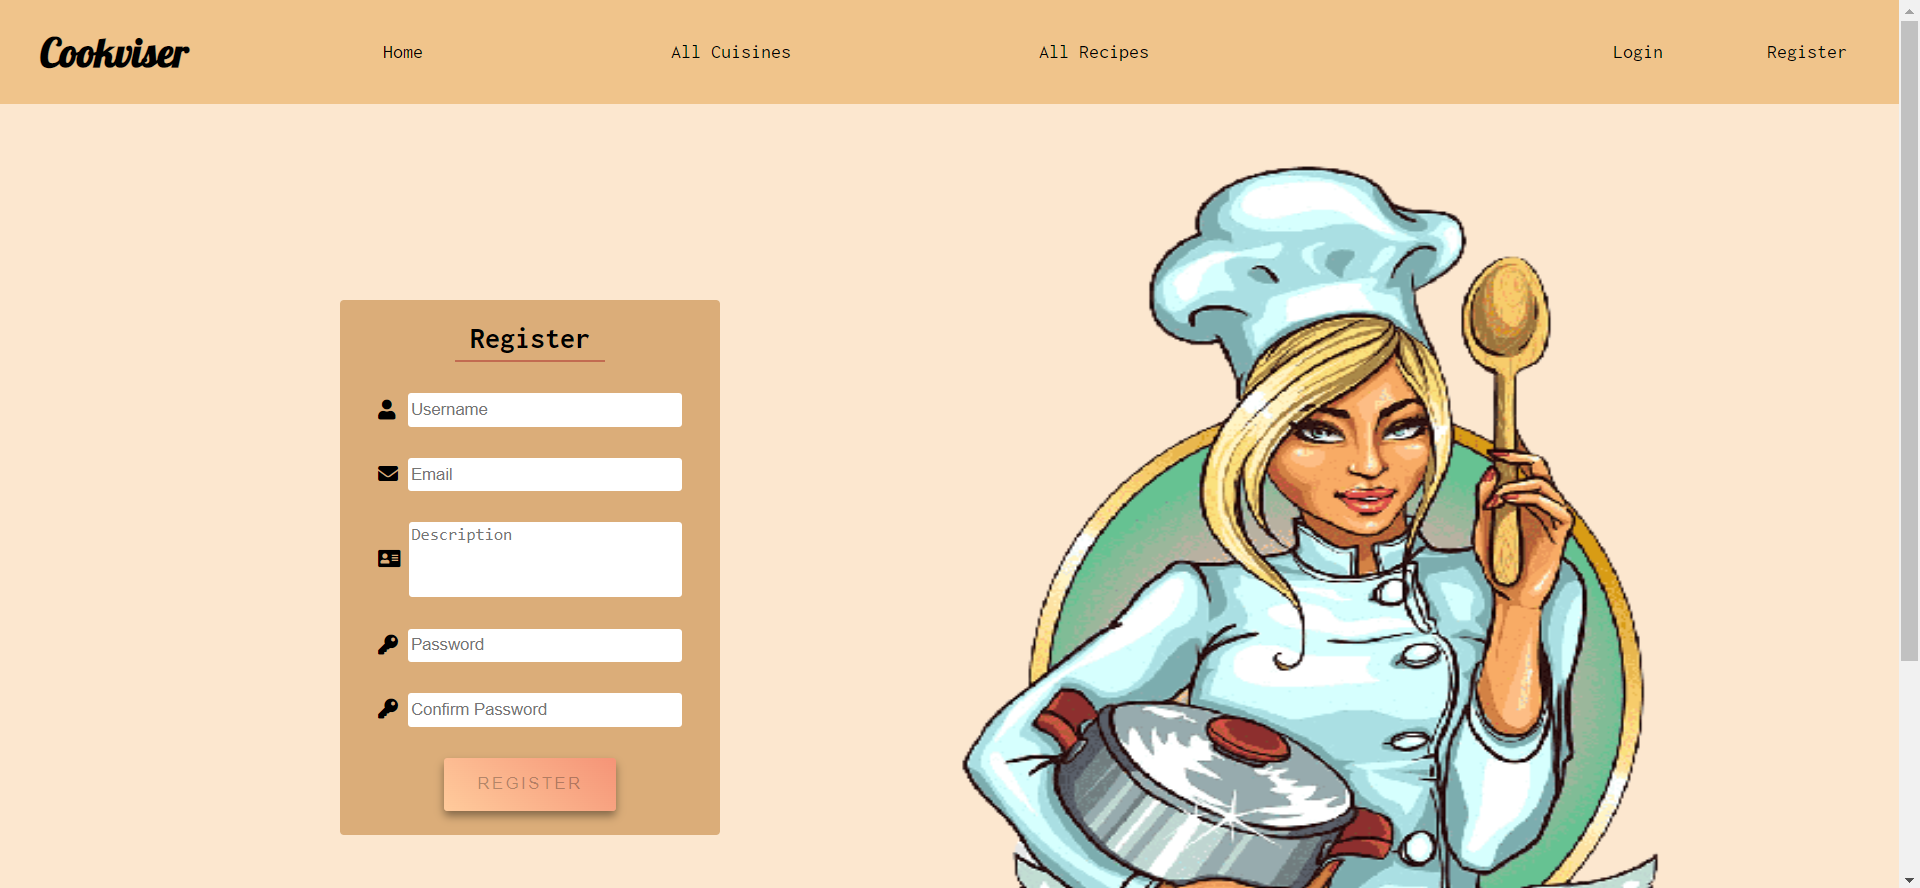 Cookviser
Home
All Cuisines
All Recipes
Login
Register
Register
Username
Email
Description
Password
Confirm Password
REGISTER